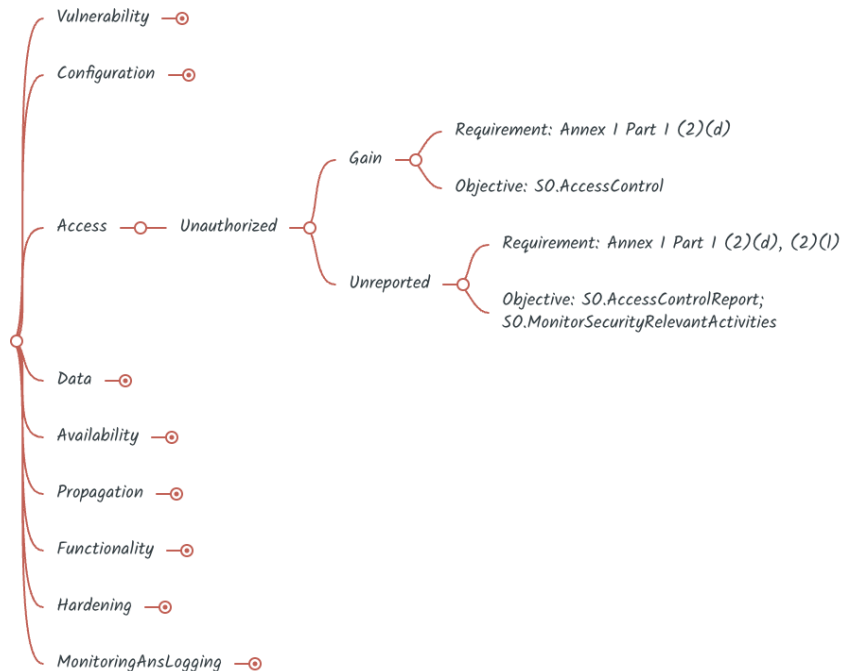 Vulnerability
Configuration
Access
Unauthorized
Gain
Requirement: Annex I Part I (2)(d)
Objective: SO.AccessControl
Unreported
Requirement: Annex I Part I (2)(d), (2)(l)
Objective: SO.AccessControlReport;
SO.MonitorSecurityRelevantActivities
Data
Availability
Propagation
Functionality
Hardening
MonitoringAnsLogging